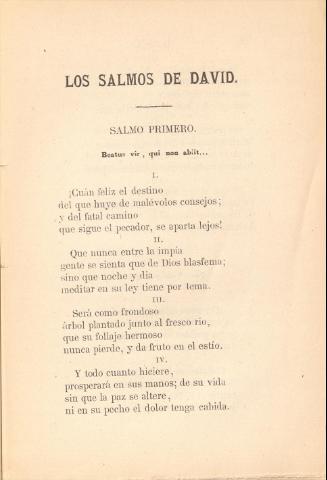 LOS SALMOS DE DAVID.
SALMO PRIMERO.
Beatus vir, qui non abiit...
I.
¡Cuán feliz el destino
del que huye de malévolos consejos;
y del fatal camino
que sigue el pecador, se aparta lejos!
II.
Que nunca entre la impia
gente se sienta que de Dios blasfema;
sino que noche y dia
meditar en su ley tiene por tema.
III.
Será como frondoso
árbol plantado junto al fresco rio,
que su follaje hermoso
nunca pierde, y da fruto en el estío.
IV.
Y todo cuanto hiciere,
prosperará en sus manos; de su vida
sin que la paz se altere,
ni en su pecho el dolor tenga cabida.